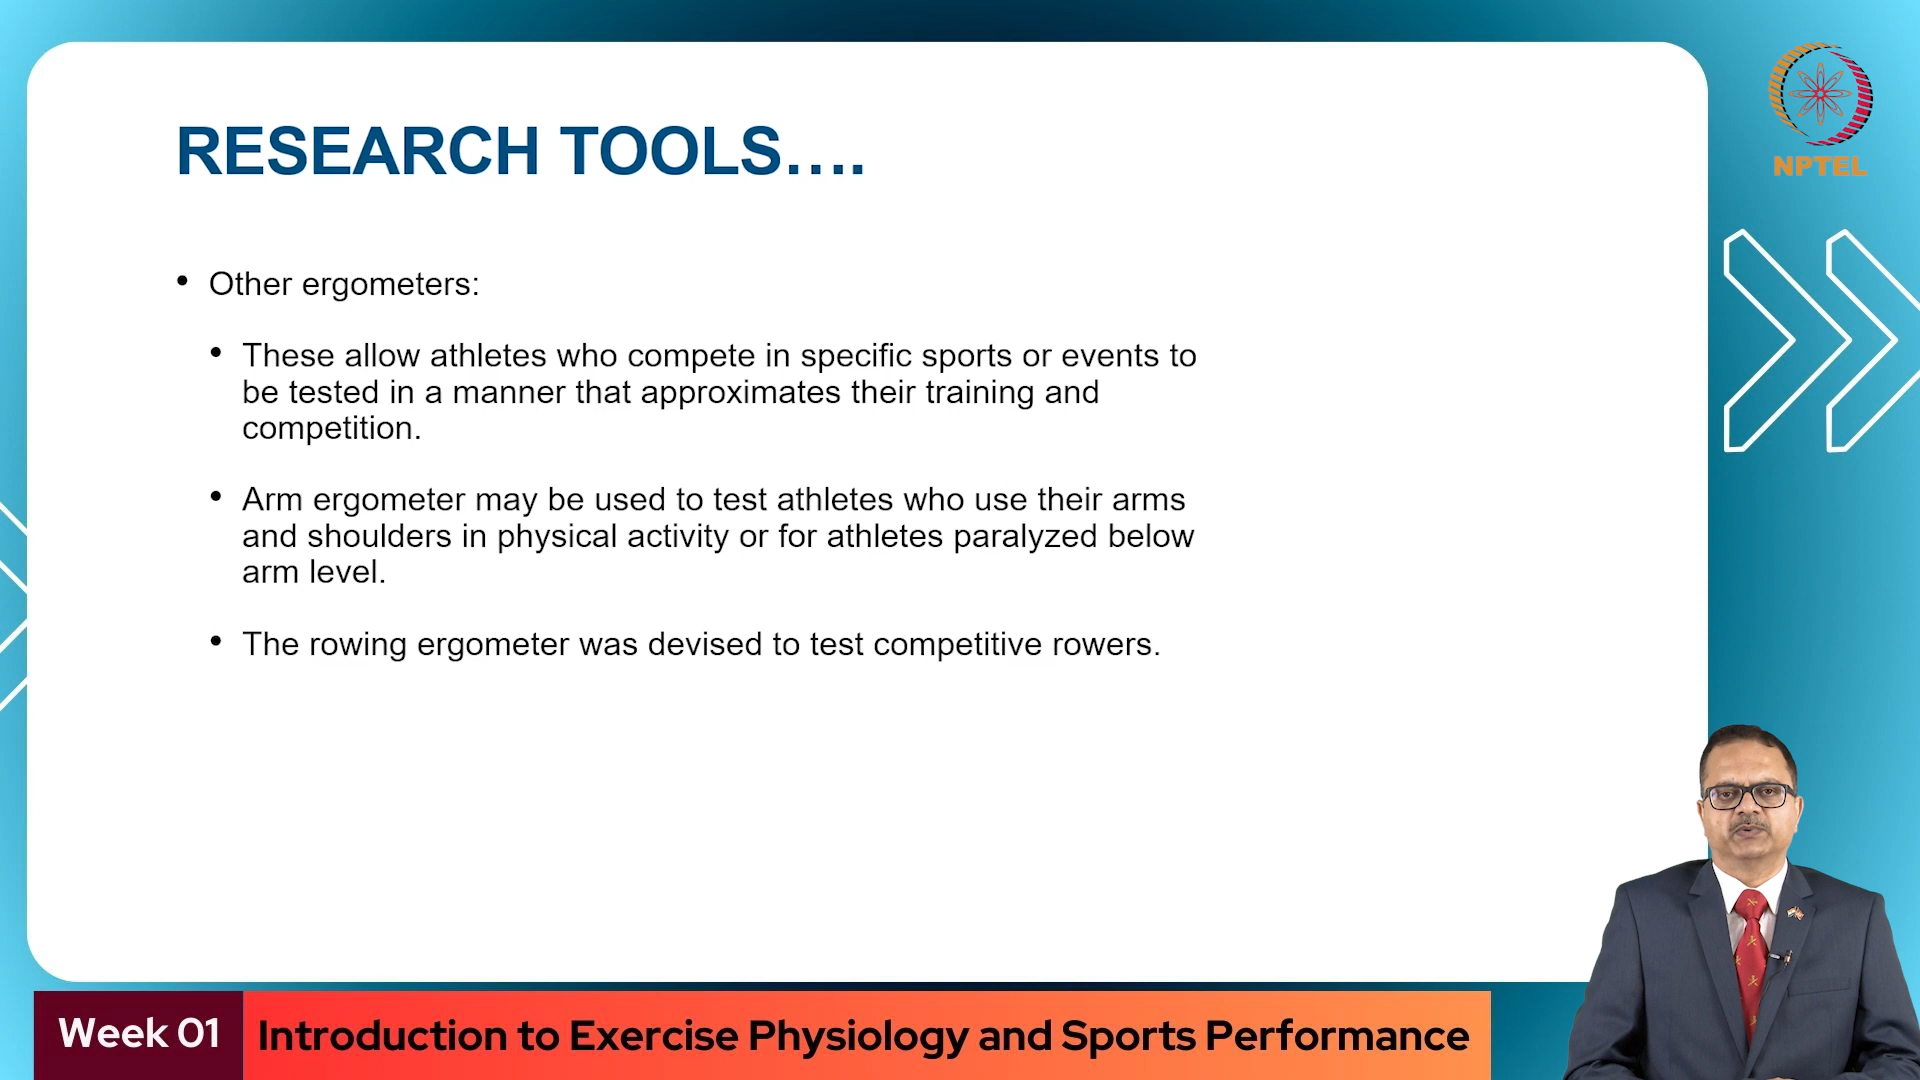 RESEARCH TOOLS....
• Other ergometers:
• These allow athletes who compete in specific sports or events to
be tested in a manner that approximates their training and
competition.
• Arm ergometer may be used to test athletes who use their arms
and shoulders in physical activity or for athletes paralyzed below
arm level.
• The rowing ergometer was devised to test competitive rowers.
NPTEL
Week 01
Introduction to Exercise Physiology and Sports Performance